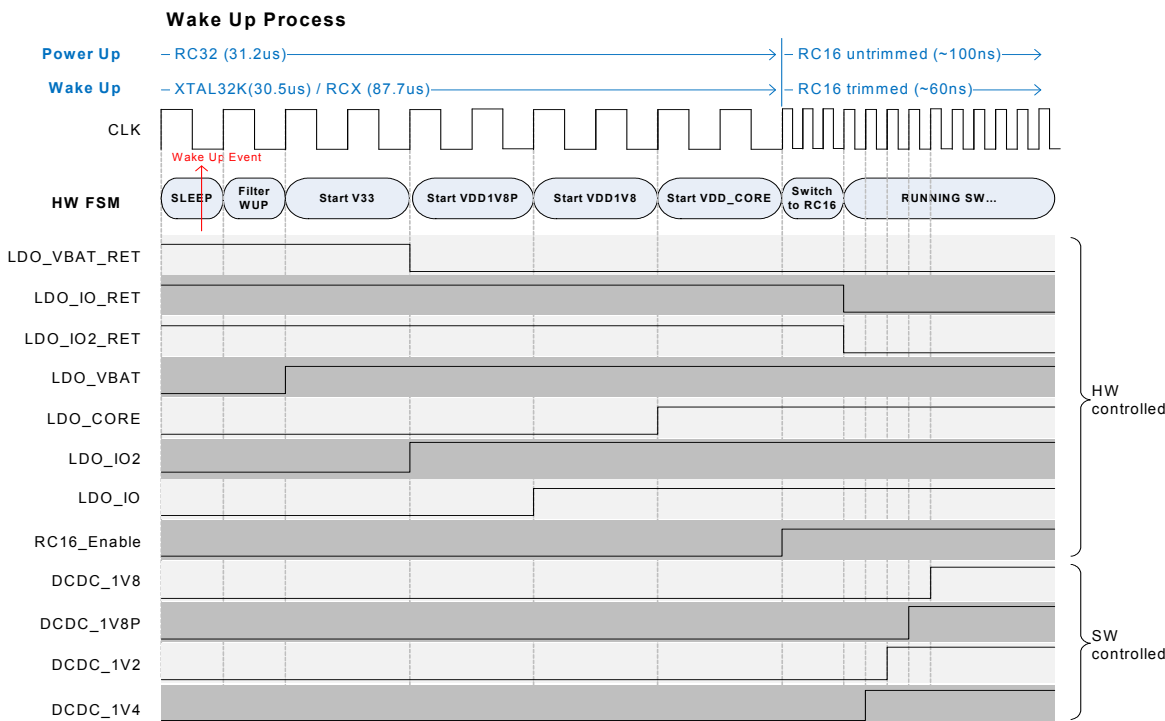 Wake Up Process
Power Up
RC32 (31.2us)
RC16 untrimmed (~100ns)
Wake Up
XTAL32K(30.5us) / RCX (87.7us)
RC16 trimmed (~60ns)
CLK
Wake Up Event
HW FSM
SLEEP
Filter
WUP
Start V33
Start VDD1V8P
Start VDD1V8
Start VDD_CORE
Switch
to RC16
RUNNING SW...
LDO_VBAT_RET
LDO_IO_RET
LDO_IO2_RET
LDO_VBAT
LDO_CORE
LDO_IO2
LDO_IO
RC16_Enable
HW
controlled
DCDC_1V8
DCDC_1V8P
DCDC_1V2
DCDC_1V4
SW
controlled